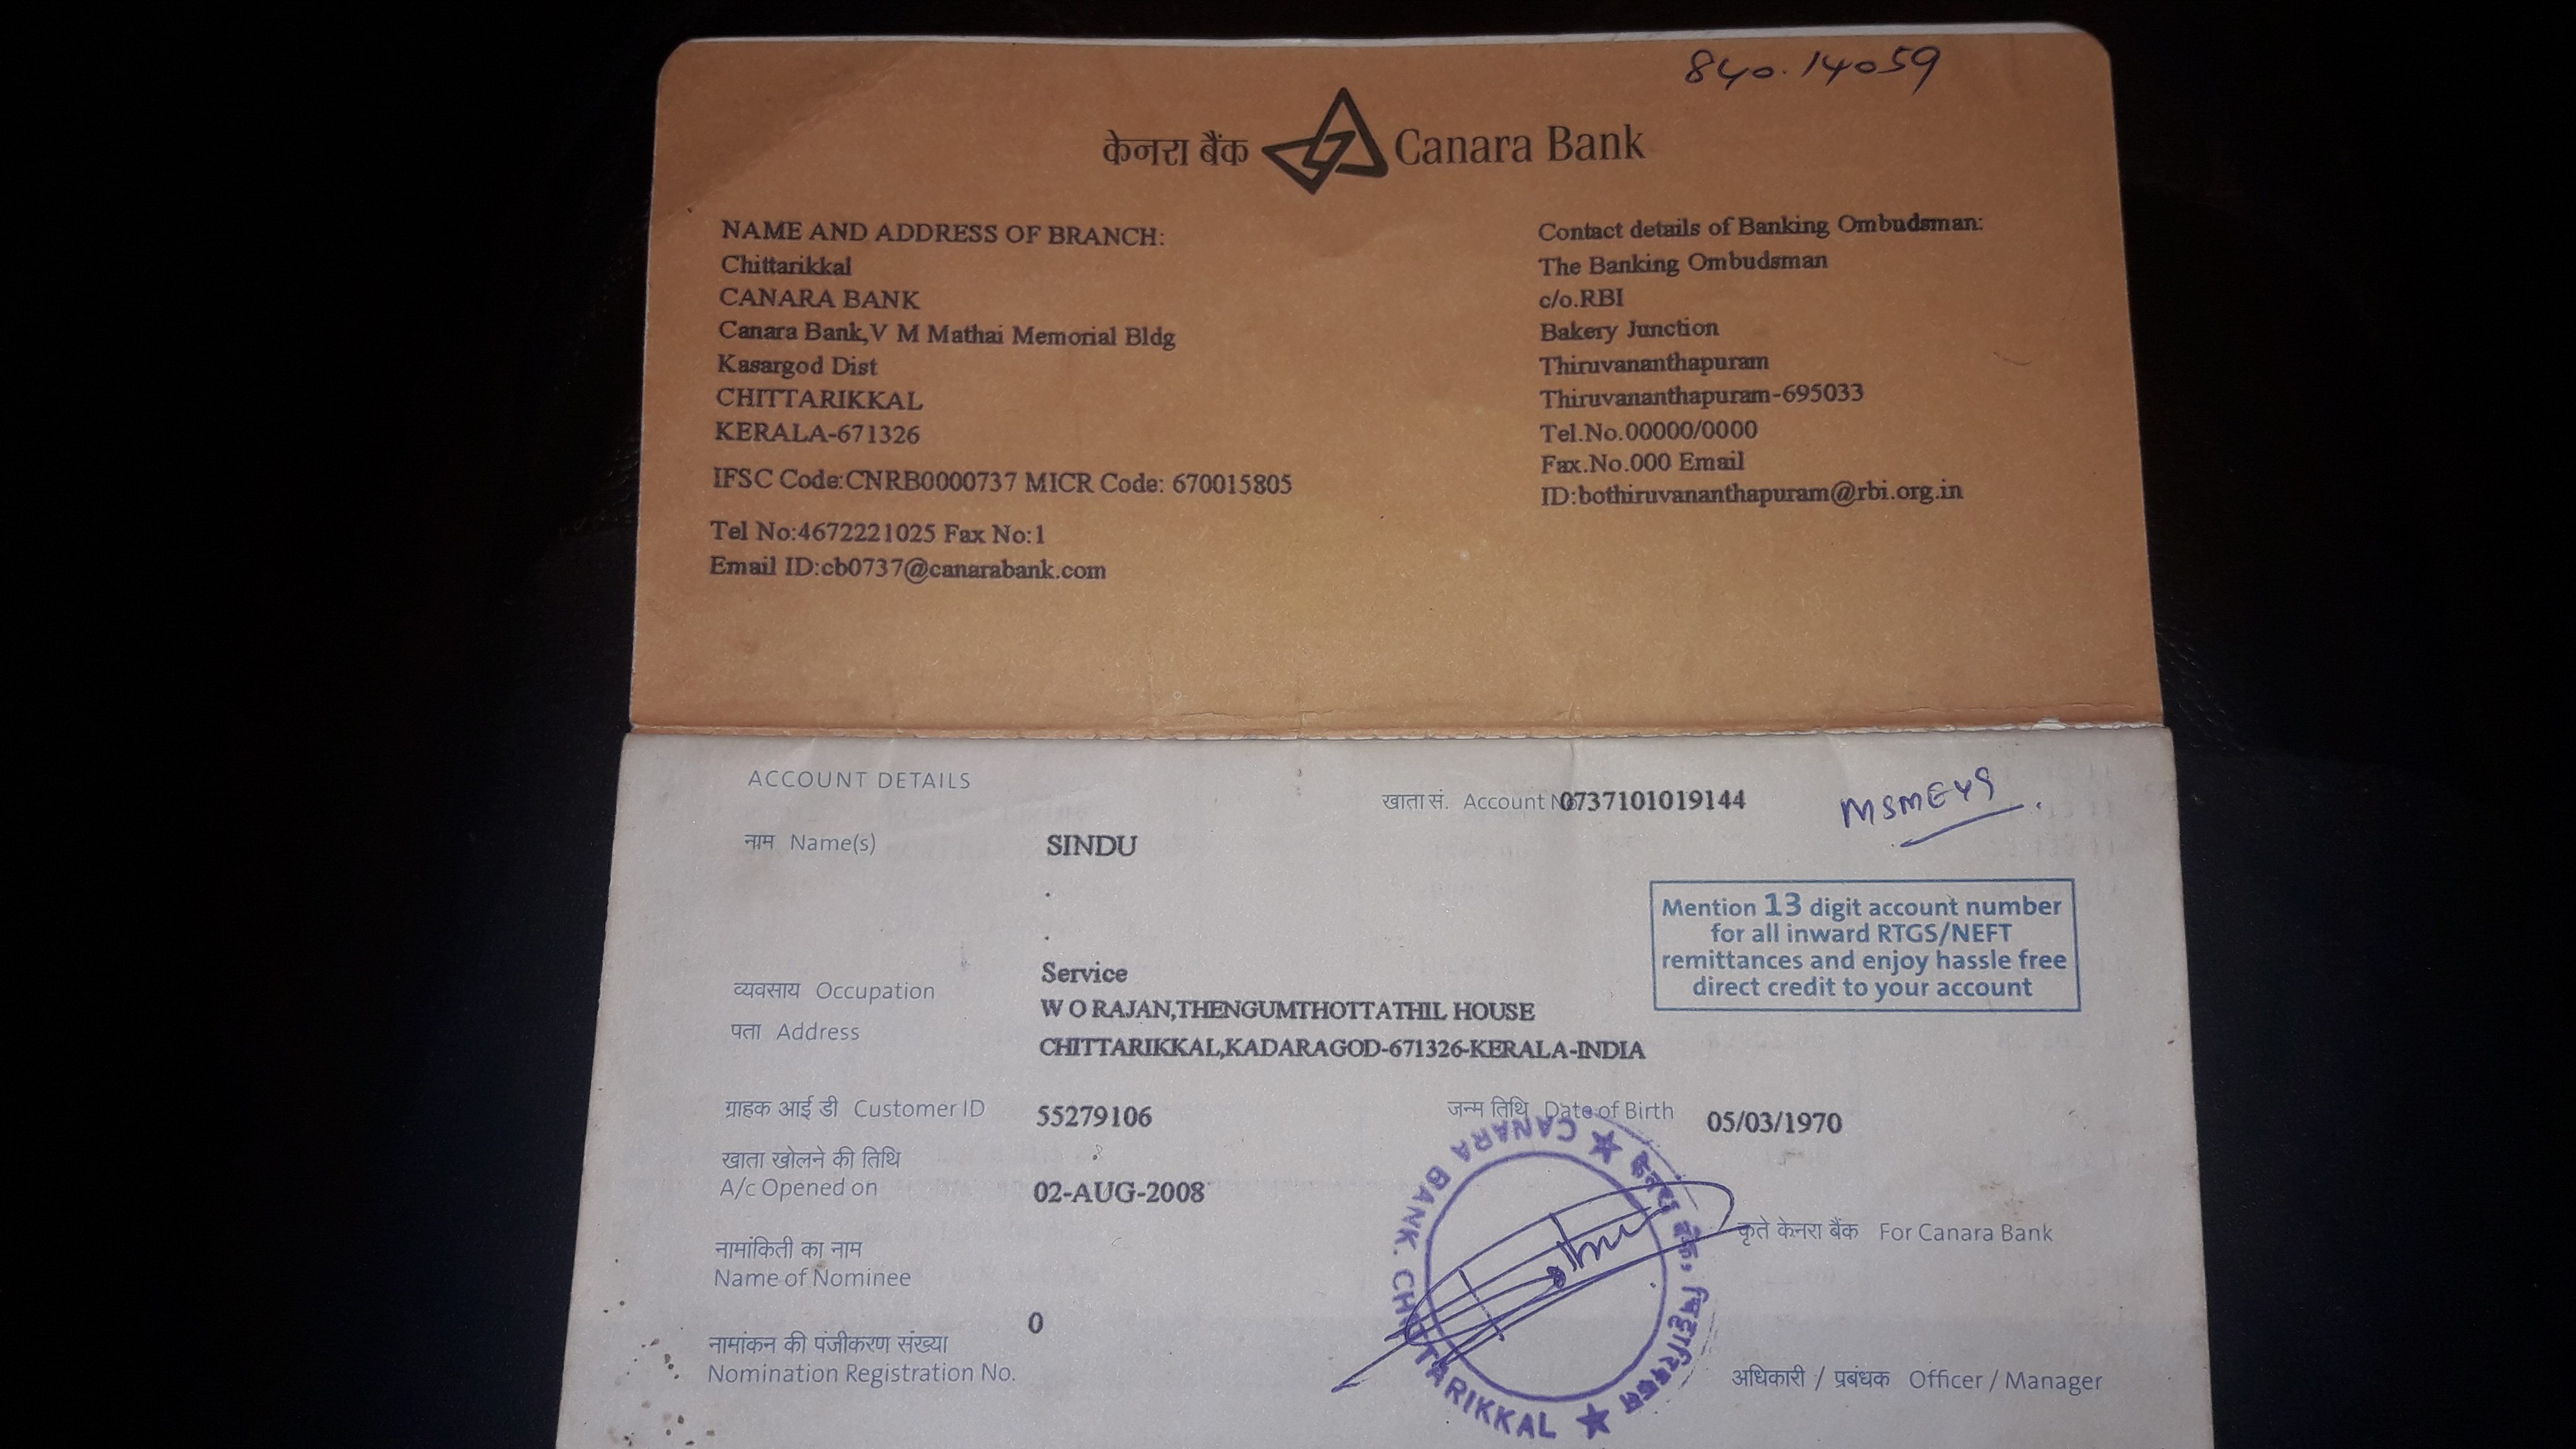 840.14059
केनरा बैंक Canara Bank
NAME AND ADDRESS OF BRANCH:
Chittarikkal
CANARA BANK
Canara Bank,V M Mathai Memorial Bldg
Kasargod Dist
CHITTARIKKAL
KERALA-671326
IFSC Code:CNRB0000737 MICR Code: 670015805
Tel No:4672221025 Fax No:1
Email ID:cb0737@canarabank.com
Contact details of Banking Ombudsman:
The Banking Ombudsman
c/o.RBI
Bakery Junction
Thiruvananthapuram
Thiruvananthapuram-695033
Tel.No.00000/0000
Fax.No.000 Email
ID:bothiruvananthapuram@rbi.org.in
ACCOUNT DETAILS
खाता सं. Account No 0737101019144
नाम Name(s) SINDU
.
.
Mention 13 digit account number
for all inward RTGS/NEFT
remittances and enjoy hassle free
direct credit to your account
व्यवसाय Occupation Service
पता Address W O RAJAN,THENGUMTHOTTATHIL HOUSE
CHITTARIKKAL,KADARAGOD-671326-KERALA-INDIA
ग्राहक आई डी Customer ID 55279106
जन्म तिथि Date of Birth 05/03/1970
खाता खोलने की तिथि
A/c Opened on 02-AUG-2008
CANARA BANK. CHITTARIKKAL ★ केनरा बैंक, ★
कृते केनरा बैंक For Canara Bank
नामांकिती का नाम
Name of Nominee
0
नामांकन की पंजीकरण संख्या
Nomination Registration No.
अधिकारी / प्रबंधक Officer / Manager